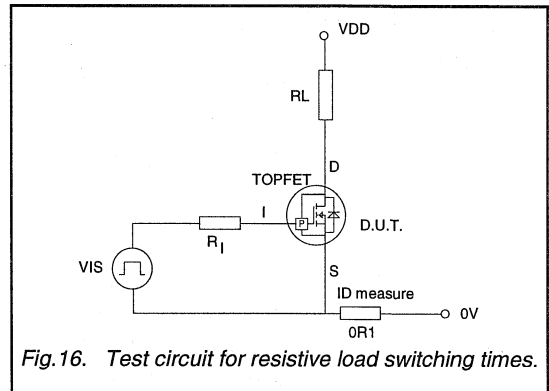 VDD
RL
D
TOPFET
I
P
D.U.T.
RI
VIS
S
ID measure
0V
0R1
Fig.16. Test circuit for resistive load switching times.